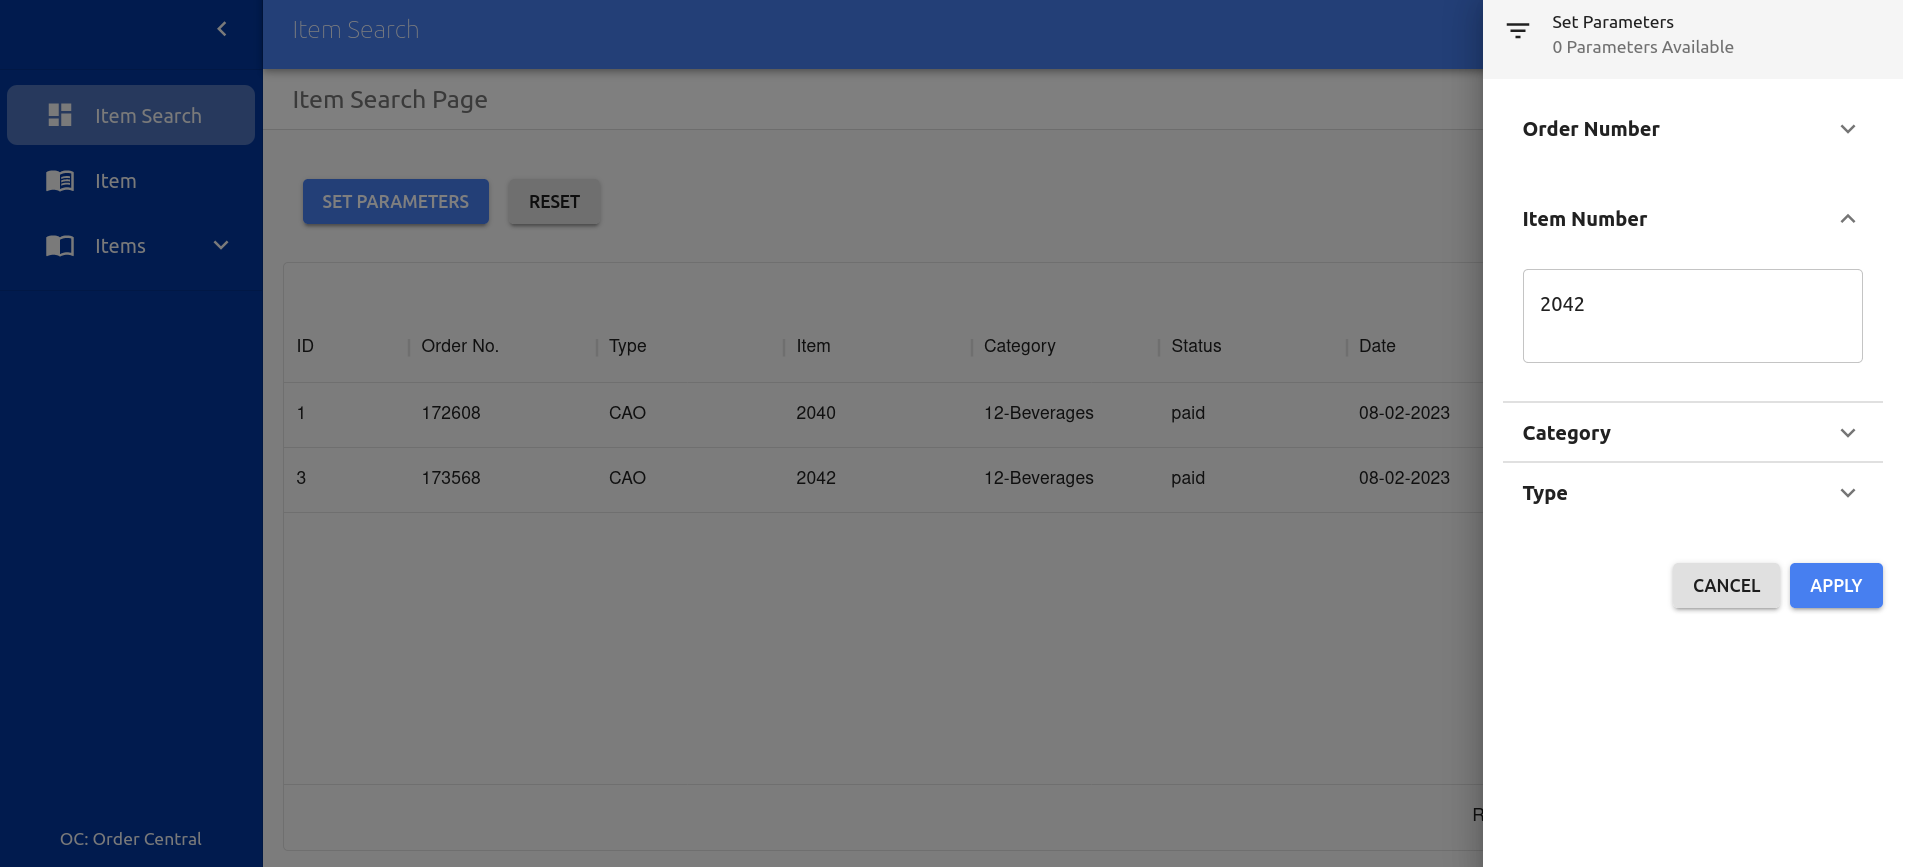 Item Search
Item
Items
OC: Order Central
Item Search
Item Search Page
SET PARAMETERS
RESET
ID Order No. Type Item Category Status Date
1 172608 CAO 2040 12-Beverages paid 08-02-2023
3 173568 CAO 2042 12-Beverages paid 08-02-2023
R
Set Parameters
0 Parameters Available
Order Number
Item Number
2042
Category
Type
CANCEL
APPLY